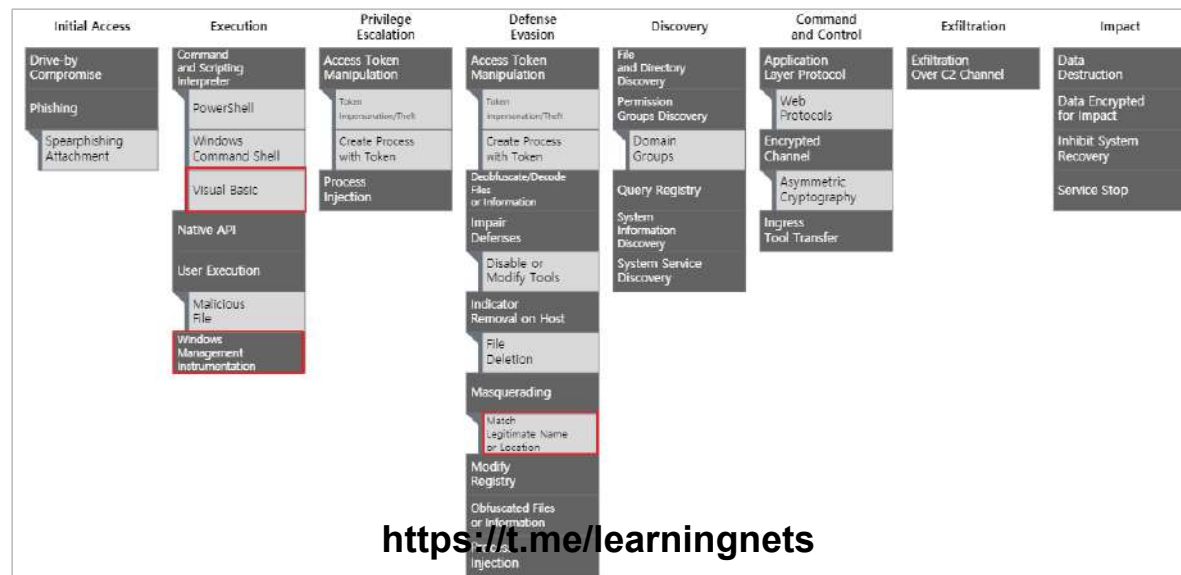 Initial Access
Drive-by
Compromise
Phishing
Spearphishing
Attachment
Execution
Command
and Scripting
Interpreter
PowerShell
Windows
Command Shell
Visual Basic
Native API
User Execution
Malicious
File
Windows
Management
Instrumentation
Privilege
Escalation
Access Token
Manipulation
Token
Impersonation/Theft
Create Process
with Token
Process
Injection
Defense
Evasion
Access Token
Manipulation
Token
Impersonation/Theft
Create Process
with Token
Deobfuscate/Decode
Files
or Information
Impair
Defenses
Disable or
Modify Tools
Indicator
Removal on Host
File
Deletion
Masquerading
Match
Legitimate Name
or Location
Modify
Registry
Obfuscated Files
or Information
Process
Injection
Discovery
File
and Directory
Discovery
Permission
Groups Discovery
Domain
Groups
Query Registry
System
Information
Discovery
System Service
Discovery
Command
and Control
Application
Layer Protocol
Web
Protocols
Encrypted
Channel
Asymmetric
Cryptography
Ingress
Tool Transfer
Exfiltration
Exfiltration
Over C2 Channel
Impact
Data
Destruction
Data Encrypted
for Impact
Inhibit System
Recovery
Service Stop
https://t.me/learningnets